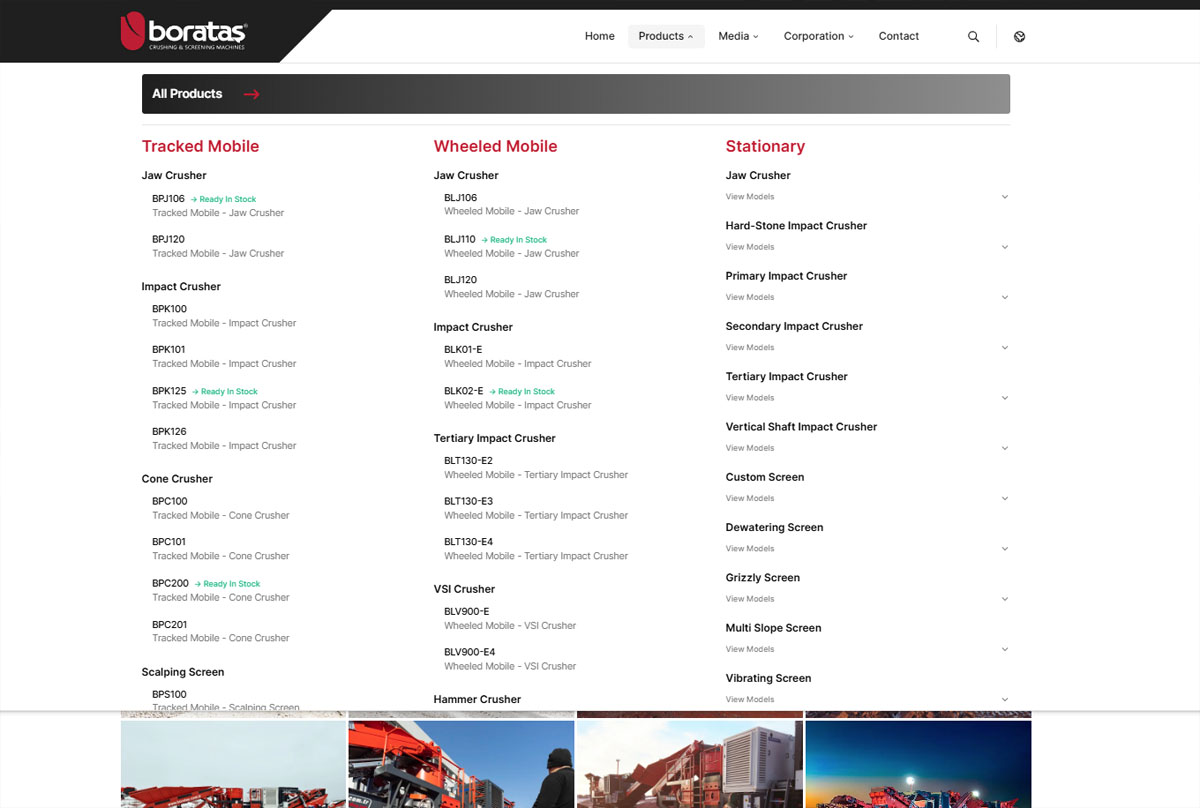 borataş®
CRUSHING & SCREENING MACHINES
Home
Products
Media
Corporation
Contact
All Products
Tracked Mobile
Jaw Crusher
BPJ106 → Ready In Stock
Tracked Mobile - Jaw Crusher
BPJ120
Tracked Mobile - Jaw Crusher
Impact Crusher
BPK100
Tracked Mobile - Impact Crusher
BPK101
Tracked Mobile - Impact Crusher
BPK125 → Ready In Stock
Tracked Mobile - Impact Crusher
BPK126
Tracked Mobile - Impact Crusher
Cone Crusher
BPC100
Tracked Mobile - Cone Crusher
BPC101
Tracked Mobile - Cone Crusher
BPC200 → Ready In Stock
Tracked Mobile - Cone Crusher
BPC201
Tracked Mobile - Cone Crusher
Scalping Screen
BPS100
Tracked Mobile - Scalping Screen
Wheeled Mobile
Jaw Crusher
BLJ106
Wheeled Mobile - Jaw Crusher
BLJ110 → Ready In Stock
Wheeled Mobile - Jaw Crusher
BLJ120
Wheeled Mobile - Jaw Crusher
Impact Crusher
BLK01-E
Wheeled Mobile - Impact Crusher
BLK02-E → Ready In Stock
Wheeled Mobile - Impact Crusher
Tertiary Impact Crusher
BLT130-E2
Wheeled Mobile - Tertiary Impact Crusher
BLT130-E3
Wheeled Mobile - Tertiary Impact Crusher
BLT130-E4
Wheeled Mobile - Tertiary Impact Crusher
VSI Crusher
BLV900-E
Wheeled Mobile - VSI Crusher
BLV900-E4
Wheeled Mobile - VSI Crusher
Hammer Crusher
Stationary
Jaw Crusher
View Models
Hard-Stone Impact Crusher
View Models
Primary Impact Crusher
View Models
Secondary Impact Crusher
View Models
Tertiary Impact Crusher
View Models
Vertical Shaft Impact Crusher
View Models
Custom Screen
View Models
Dewatering Screen
View Models
Grizzly Screen
View Models
Multi Slope Screen
View Models
Vibrating Screen
View Models